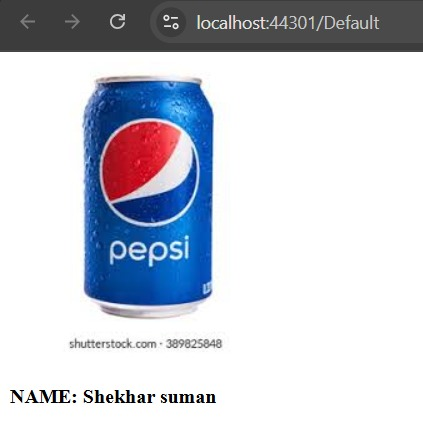 localhost:44301/Default
pepsi
shutterstock.com · 389825848
NAME: Shekhar suman